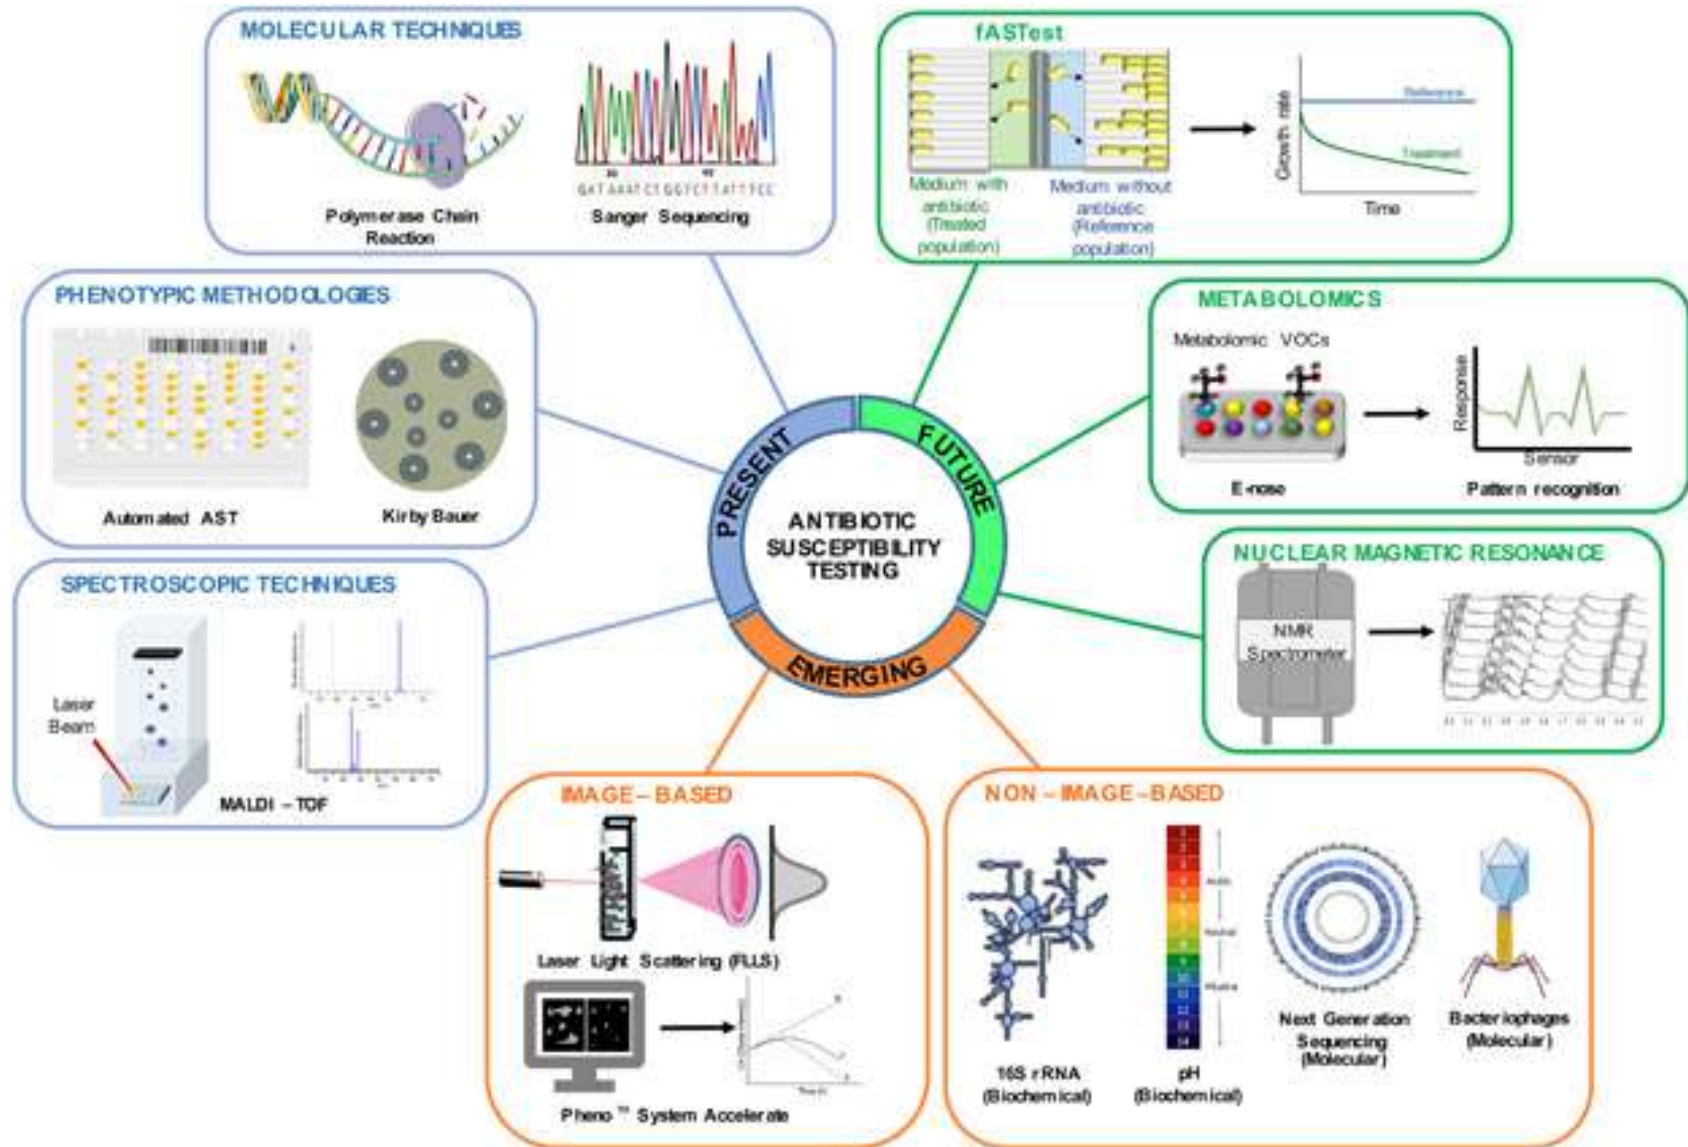 MOLECULAR TECHNIQUES
Polymerase Chain
Reaction
GATAAATCTGGTCTTATTTCC
Sanger Sequencing
fASTest
Medium with
antibiotic
(Treated
population)
Medium without
antibiotic
(Reference
population)
Growth rate
Reference
Treatment
Time
PHENOTYPIC METHODOLOGIES
Automated AST
Kirby Bauer
METABOLOMICS
Metabolomic VOCs
E-nose
Response
Sensor
Pattern recognition
PRESENT
FUTURE
EMERGING
ANTIBIOTIC
SUSCEPTIBILITY
TESTING
SPECTROSCOPIC TECHNIQUES
Laser
Beam
MALDI – TOF
NUCLEAR MAGNETIC RESONANCE
NMR
Spectrometer
IMAGE – BASED
Laser Light Scattering (FLLS)
Pheno™ System Accelerate
NON – IMAGE – BASED
16S rRNA
(Biochemical)
Neutral
pH
(Biochemical)
Next Generation
Sequencing
(Molecular)
Bacteriophages
(Molecular)